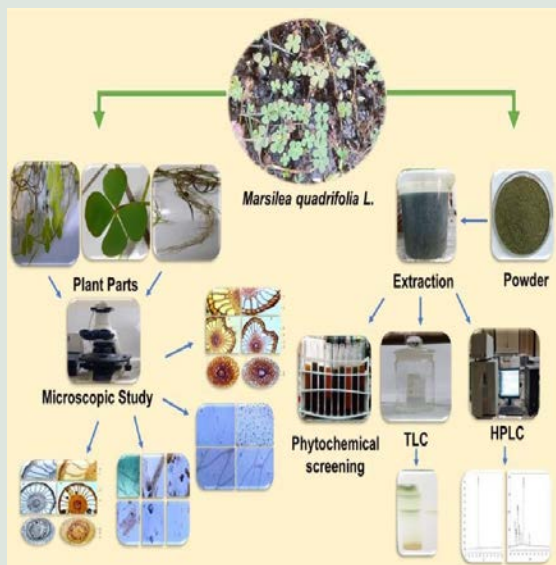 Marsilea quadrifolia L.
Plant Parts
Extraction
Powder
Microscopic Study
Phytochemical
screening
TLC
HPLC